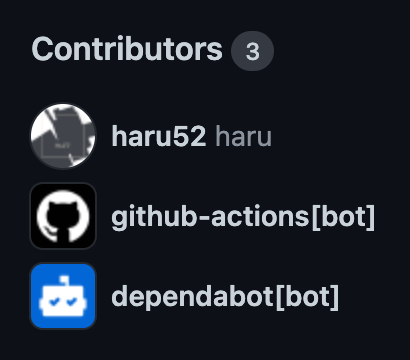 Contributors 3
haru52 haru
github-actions[bot]
dependabot[bot]